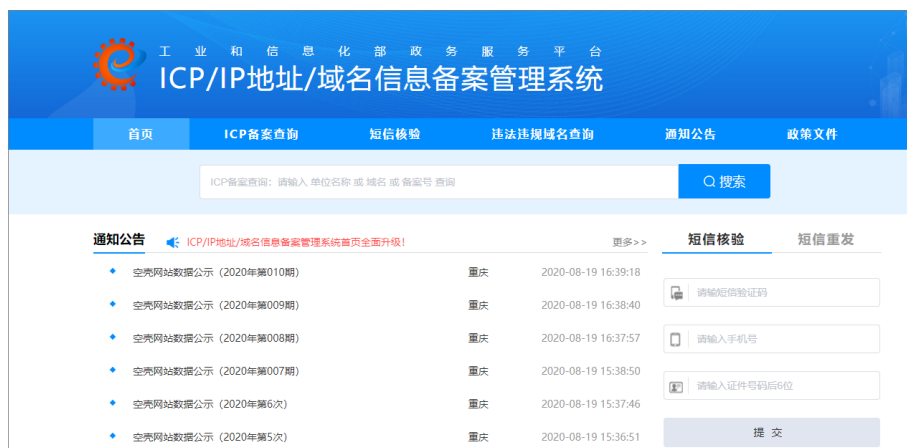 工业和信息化部政务服务平台
ICP/IP地址/域名信息备案管理系统
首页 ICP备案查询 短信核验 违法违规域名查询 通知公告 政策文件
ICP备案查询：请输入 单位名称 或 域名 或 备案号 查询 搜索
通知公告 ICP/IP地址/域名信息备案管理系统首页全面升级！ 更多>>
空壳网站数据公示（2020年第010期） 重庆 2020-08-19 16:39:18
空壳网站数据公示（2020年第009期） 重庆 2020-08-19 16:38:40
空壳网站数据公示（2020年第008期） 重庆 2020-08-19 16:37:57
空壳网站数据公示（2020年第007期） 重庆 2020-08-19 15:38:50
空壳网站数据公示（2020年第6次） 重庆 2020-08-19 15:37:46
空壳网站数据公示（2020年第5次） 重庆 2020-08-19 15:36:51
短信核验 短信重发
请输短信验证码
请输入手机号
请输入证件号码后6位
提 交